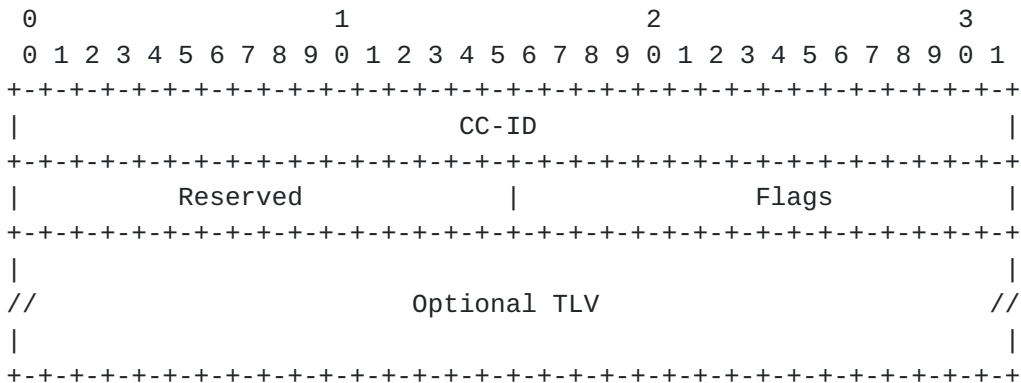 0                   1                   2                   3
 0 1 2 3 4 5 6 7 8 9 0 1 2 3 4 5 6 7 8 9 0 1 2 3 4 5 6 7 8 9 0 1
+-+-+-+-+-+-+-+-+-+-+-+-+-+-+-+-+-+-+-+-+-+-+-+-+-+-+-+-+-+-+-+-+
|                            CC-ID                              |
+-+-+-+-+-+-+-+-+-+-+-+-+-+-+-+-+-+-+-+-+-+-+-+-+-+-+-+-+-+-+-+-+
|          Reserved             |               Flags           |
+-+-+-+-+-+-+-+-+-+-+-+-+-+-+-+-+-+-+-+-+-+-+-+-+-+-+-+-+-+-+-+-+
|                                                               |
//                        Optional TLV                         //
|                                                               |
+-+-+-+-+-+-+-+-+-+-+-+-+-+-+-+-+-+-+-+-+-+-+-+-+-+-+-+-+-+-+-+-+